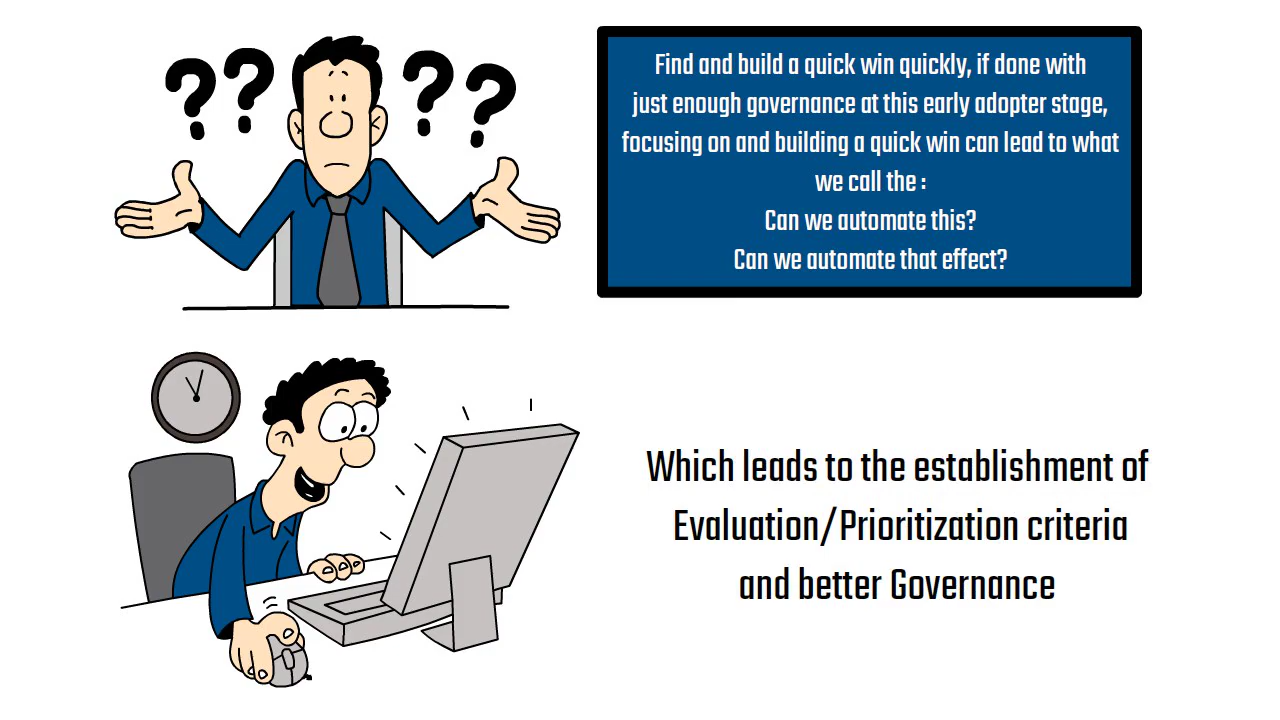 ? ? ? ?
Find and build a quick win quickly, if done with
just enough governance at this early adopter stage,
focusing on and building a quick win can lead to what
we call the :
Can we automate this?
Can we automate that effect?
Which leads to the establishment of
Evaluation/Prioritization criteria
and better Governance